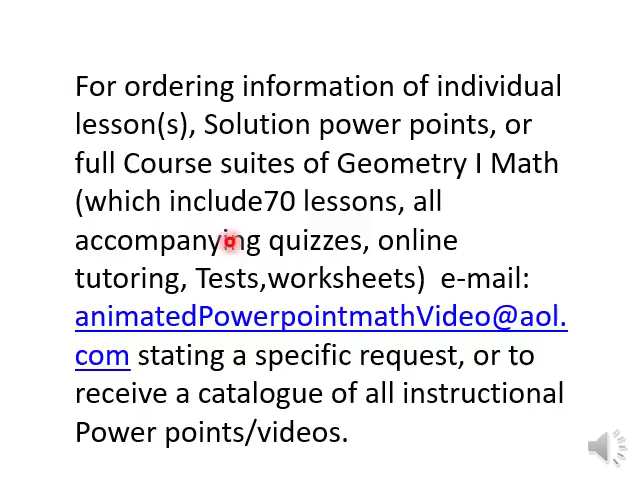 For ordering information of individual
lesson(s), Solution power points, or
full Course suites of Geometry I Math
(which include70 lessons, all
accompanying quizzes, online
tutoring, Tests,worksheets)  e-mail:
animatedPowerpointmathVideo@aol.
com stating a specific request, or to
receive a catalogue of all instructional
Power points/videos.